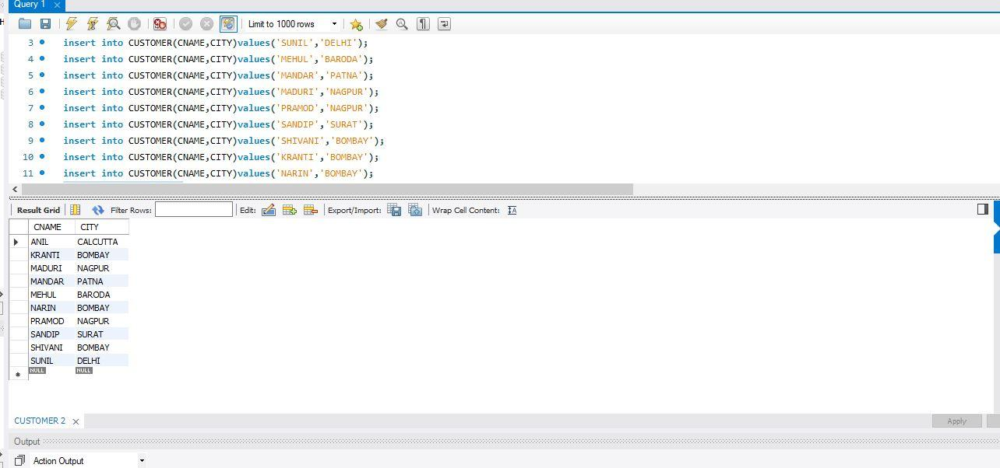 Query 1
Limit to 1000 rows
3 insert into CUSTOMER(CNAME,CITY)values('SUNIL','DELHI');
4 insert into CUSTOMER(CNAME,CITY)values('MEHUL','BARODA');
5 insert into CUSTOMER(CNAME,CITY)values('MANDAR','PATNA');
6 insert into CUSTOMER(CNAME,CITY)values('MADURI','NAGPUR');
7 insert into CUSTOMER(CNAME,CITY)values('PRAMOD','NAGPUR');
8 insert into CUSTOMER(CNAME,CITY)values('SANDIP','SURAT');
9 insert into CUSTOMER(CNAME,CITY)values('SHIVANI','BOMBAY');
10 insert into CUSTOMER(CNAME,CITY)values('KRANTI','BOMBAY');
11 insert into CUSTOMER(CNAME,CITY)values('NARIN','BOMBAY');
Result Grid Filter Rows: Edit: Export/Import: Wrap Cell Content: IA
CNAME CITY
ANIL CALCUTTA
KRANTI BOMBAY
MADURI NAGPUR
MANDAR PATNA
MEHUL BARODA
NARIN BOMBAY
PRAMOD NAGPUR
SANDIP SURAT
SHIVANI BOMBAY
SUNIL DELHI
NULL NULL
CUSTOMER 2
Apply
Output
Action Output